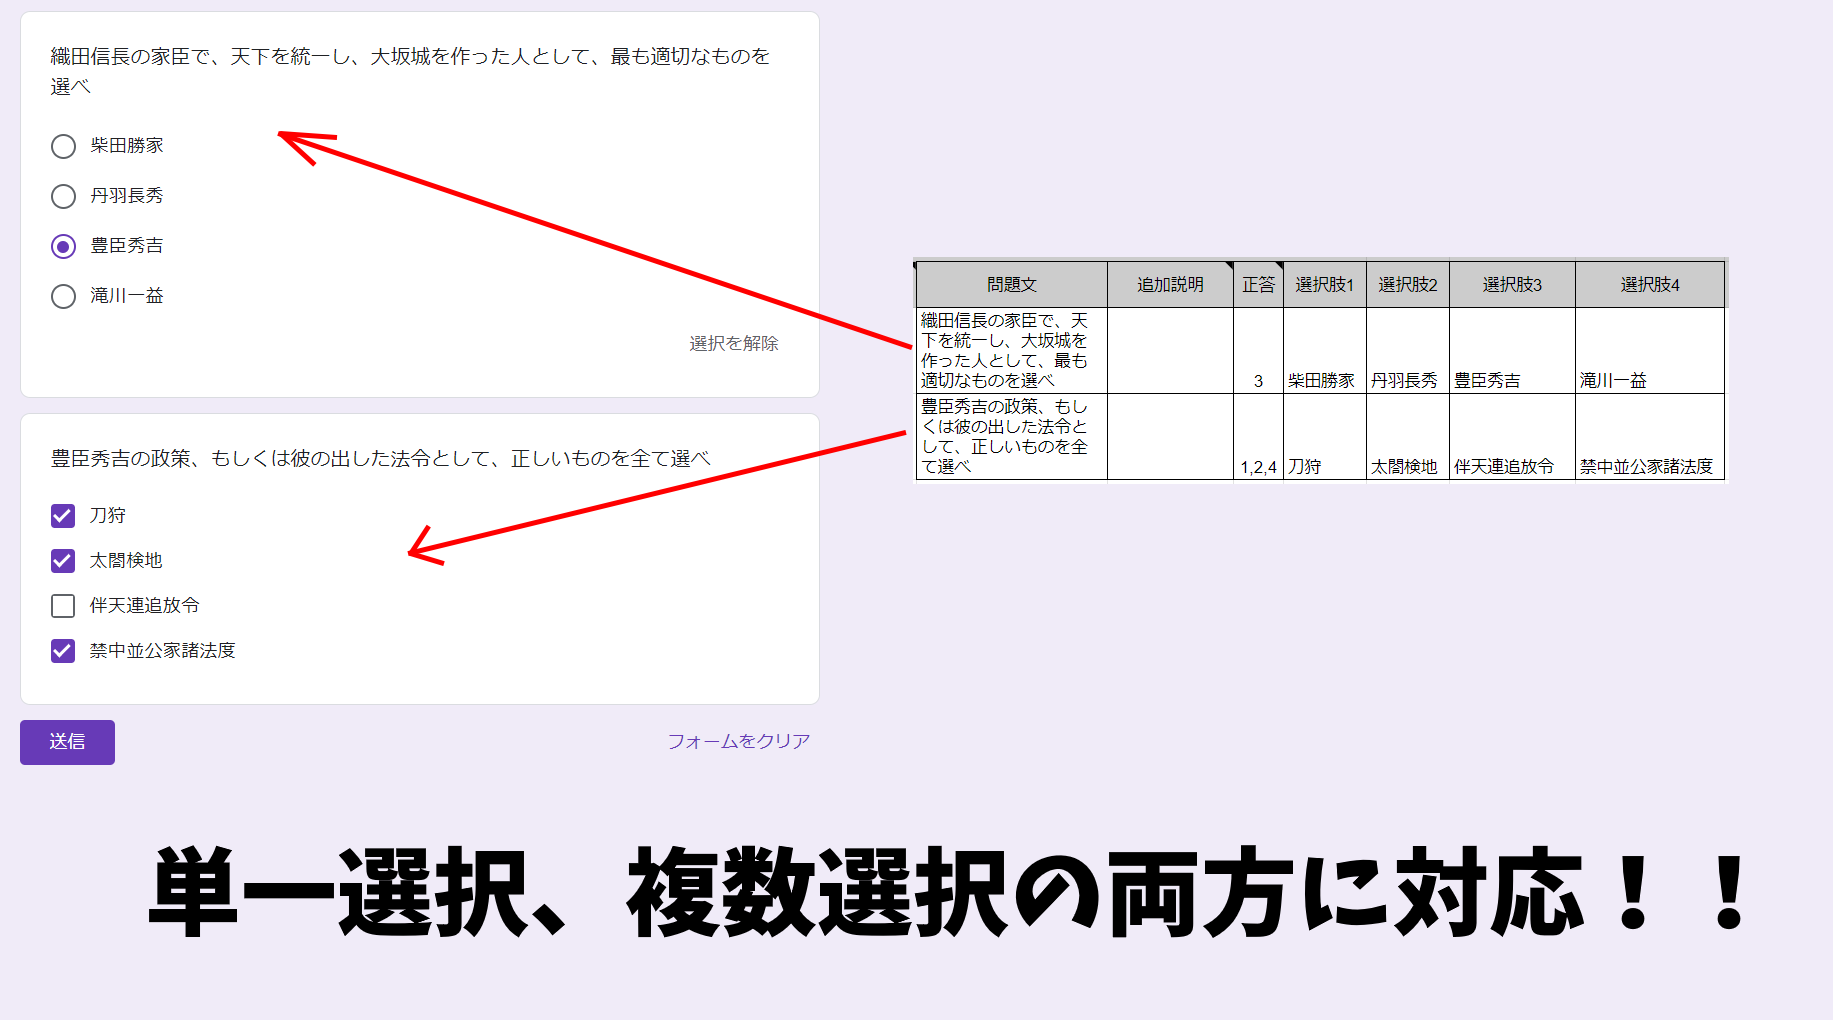 織田信長の家臣で、天下を統一し、大坂城を作った人として、最も適切なものを
選べ
柴田勝家
丹羽長秀
豊臣秀吉
滝川一益
選択を解除
豊臣秀吉の政策、もしくは彼の出した法令として、正しいものを全て選べ
刀狩
太閤検地
伴天連追放令
禁中並公家諸法度
送信
フォームをクリア
問題文 追加説明 正答 選択肢1 選択肢2 選択肢3 選択肢4
織田信長の家臣で、天
下を統一し、大坂城を
作った人として、最も
適切なものを選べ 3 柴田勝家 丹羽長秀 豊臣秀吉 滝川一益
豊臣秀吉の政策、もし
くは彼の出した法令と
して、正しいものを全
て選べ 1,2,4 刀狩 太閤検地 伴天連追放令 禁中並公家諸法度
単一選択、複数選択の両方に対応！！